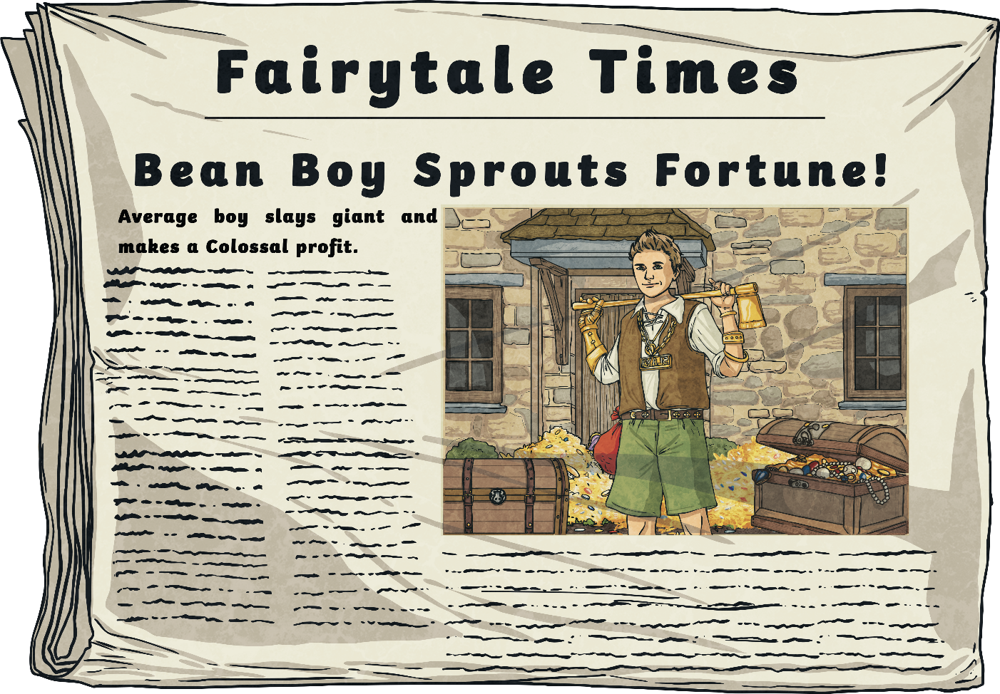 Fairytale Times
Bean Boy Sprouts Fortune!
Average boy slays giant and
makes a Colossal profit.